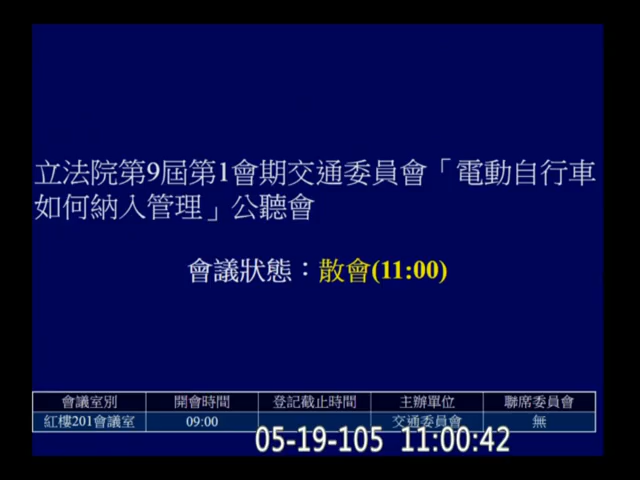 立法院第9屆第1會期交通委員會「電動自行車
如何納入管理」公聽會
會議狀態：散會(11:00)
會議室別 開會時間 登記截止時間 主辦單位 聯席委員會
紅樓201會議室 09:00 交通委員會 無
05-19-105 11:00:42